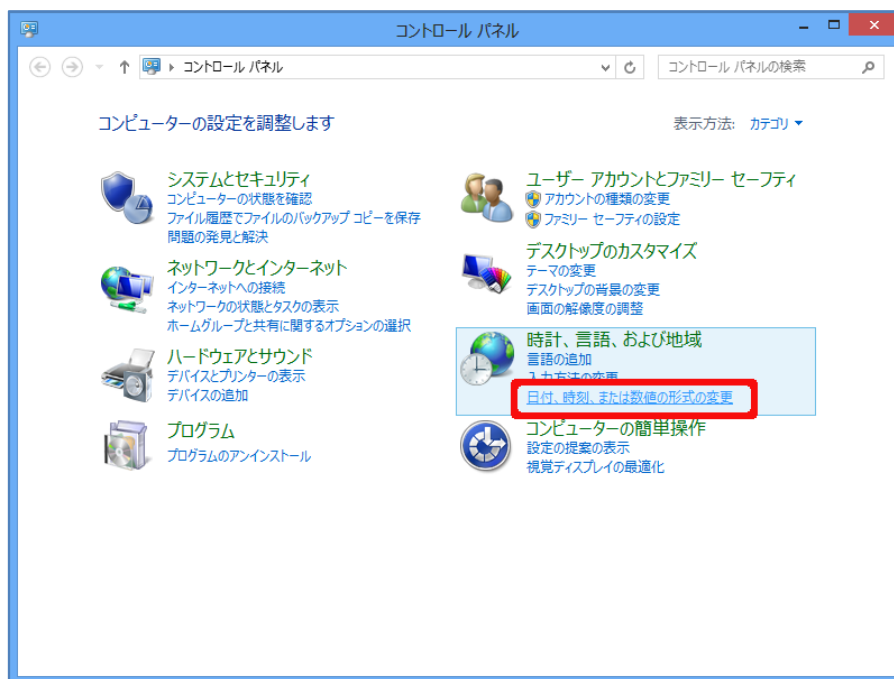 コントロール パネル
コントロール パネル
コントロール パネルの検索
コンピューターの設定を調整します
表示方法: カテゴリ
システムとセキュリティ
コンピューターの状態を確認
ファイル履歴でファイルのバックアップ コピーを保存
問題の発見と解決
ネットワークとインターネット
インターネットへの接続
ネットワークの状態とタスクの表示
ホームグループと共有に関するオプションの選択
ハードウェアとサウンド
デバイスとプリンターの表示
デバイスの追加
プログラム
プログラムのアンインストール
ユーザー アカウントとファミリー セーフティ
アカウントの種類の変更
ファミリー セーフティの設定
デスクトップのカスタマイズ
テーマの変更
デスクトップの背景の変更
画面の解像度の調整
時計、言語、および地域
言語の追加
入力方法の変更
日付、時刻、または数値の形式の変更
コンピューターの簡単操作
設定の提案の表示
視覚ディスプレイの最適化